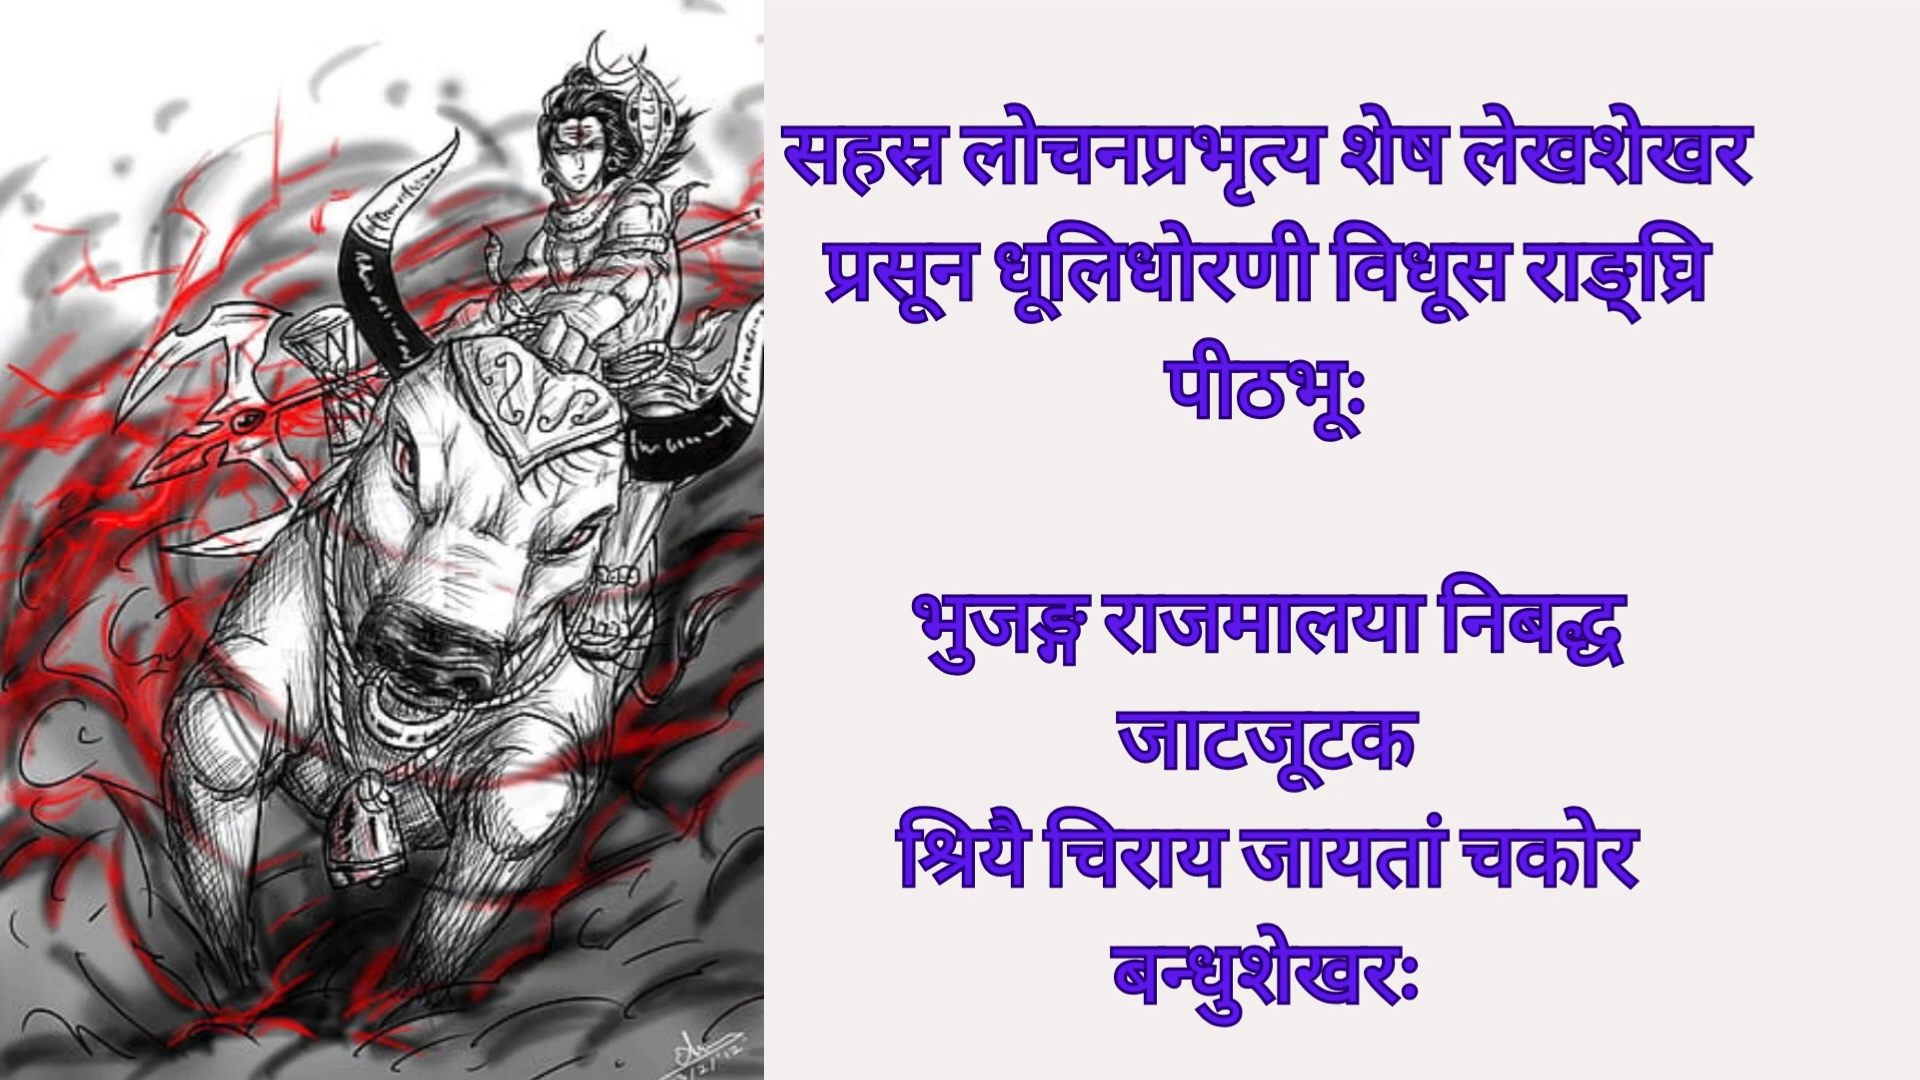 सहस्र लोचनप्रभृत्य शेष लेखशेखर
प्रसून धूलिधोरणी विधूस राङ्घ्रि
पीठभूः
भुजङ्ग राजमालया निबद्ध
जाटजूटक
श्रियै चिराय जायतां चकोर
बन्धुशेखरः